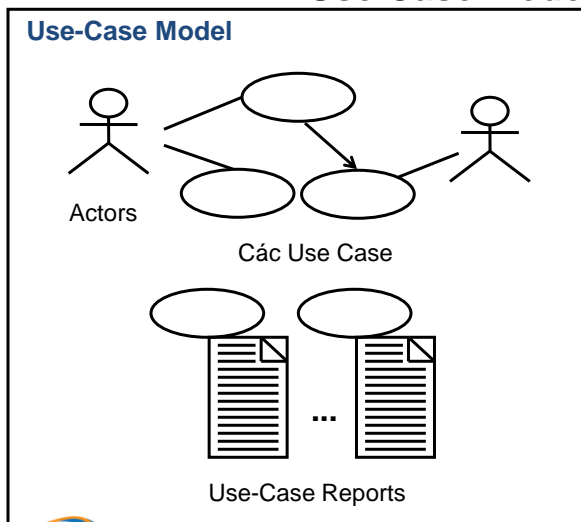 Use-Case Model
Actors
Các Use Case
...
Use-Case Reports